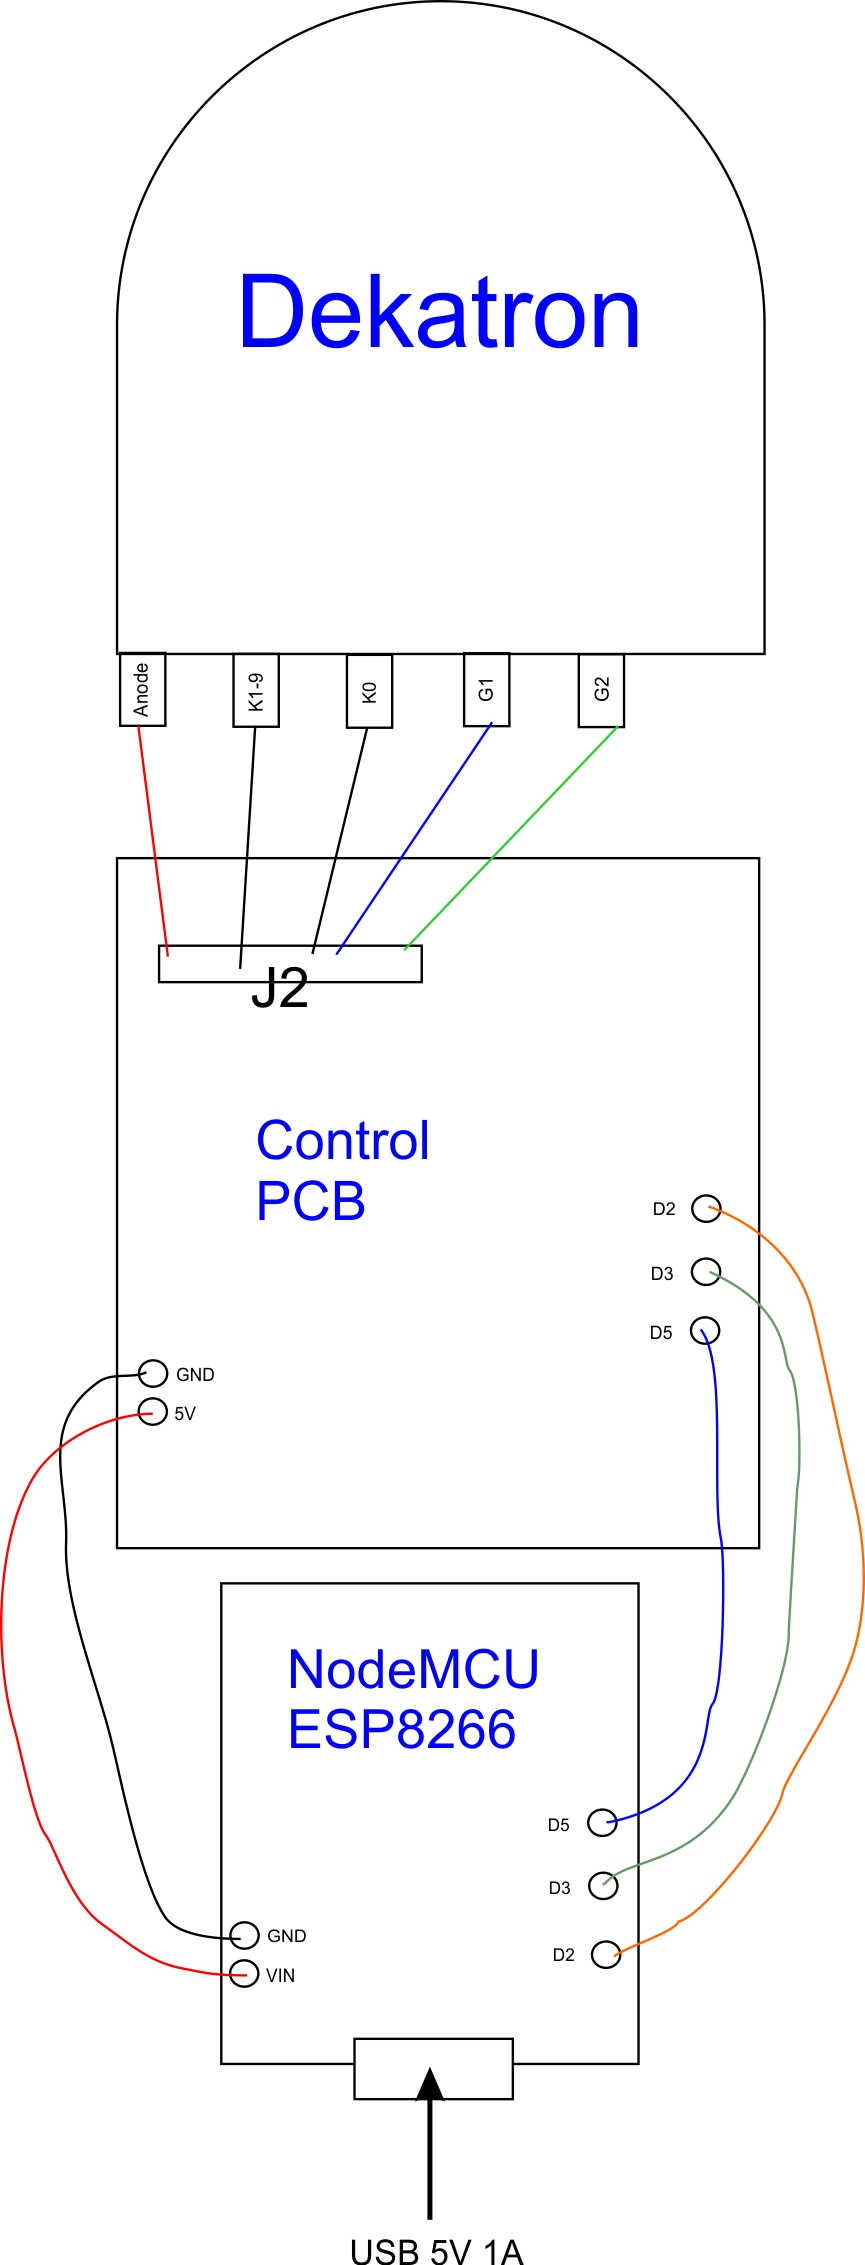 Dekatron
Anode
K1-9
K0
G1
G2
J2
Control
PCB
D2
D3
D5
GND
5V
NodeMCU
ESP8266
D5
D3
D2
GND
VIN
USB 5V 1A